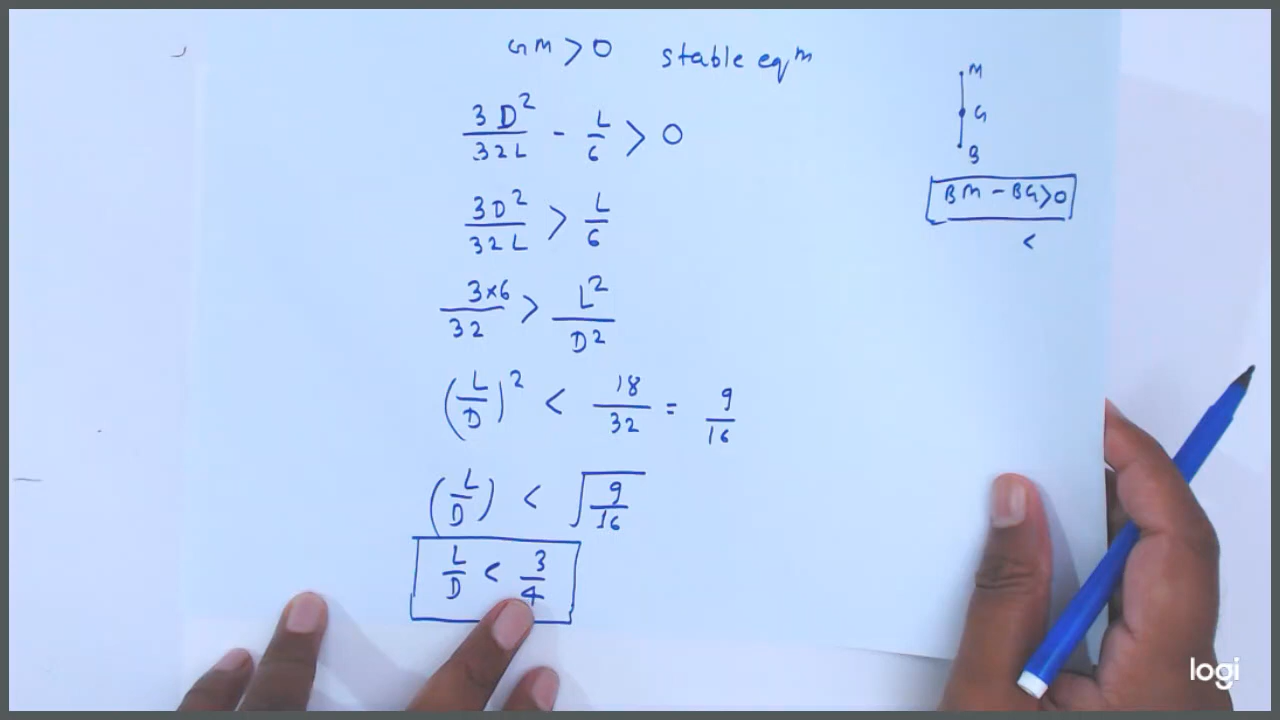 GM > 0 stable eqᵐ
3D²/32L - L/6 > 0
3D²/32L > L/6
3×6/32 > L²/D²
(L/D)² < 18/32 = 9/16
(L/D) < √(9/16)
L/D < 3/4
M
G
B
BM - BG > 0
<
logi